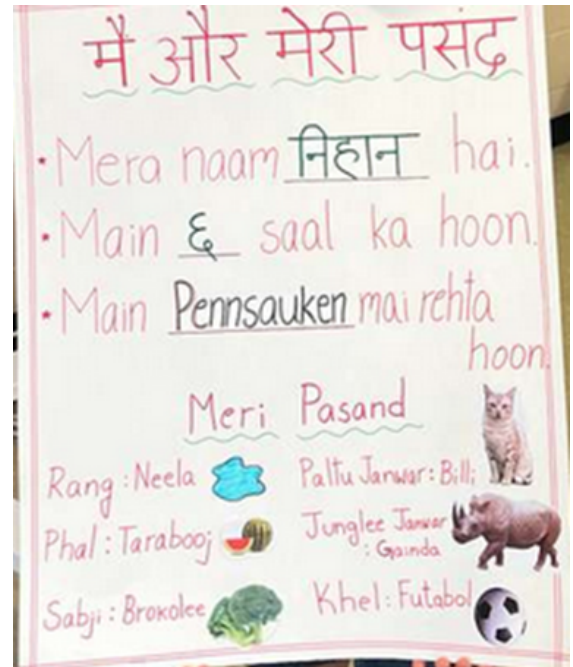 मै और मेरी पसंद
• Mera naam निहान hai.
• Main ६ saal ka hoon.
• Main Pennsauken mai rehta
hoon.
Meri Pasand
Rang : Neela
Paltu Janwar : Billi
Phal : Tarabooj
Junglee Janwar
: Gainda
Sabji : Brokolee
Khel : Futabol